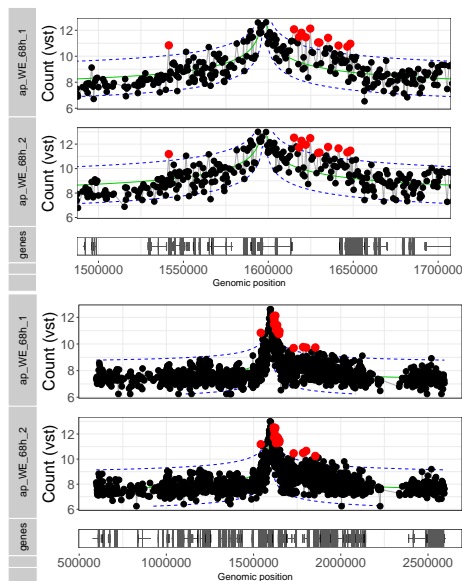 ap_WE_68h_1
Count (vst)
12
10
8
6
ap_WE_68h_2
Count (vst)
12
10
8
6
genes
1500000 1550000 1600000 1650000 1700000
Genomic position
ap_WE_68h_1
Count (vst)
12
10
8
6
ap_WE_68h_2
Count (vst)
12
10
8
6
genes
500000 1000000 1500000 2000000 2500000
Genomic position